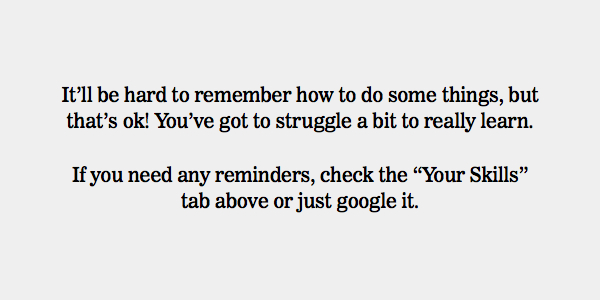 It’ll be hard to remember how to do some things, but
that’s ok! You’ve got to struggle a bit to really learn.
If you need any reminders, check the “Your Skills”
tab above or just google it.